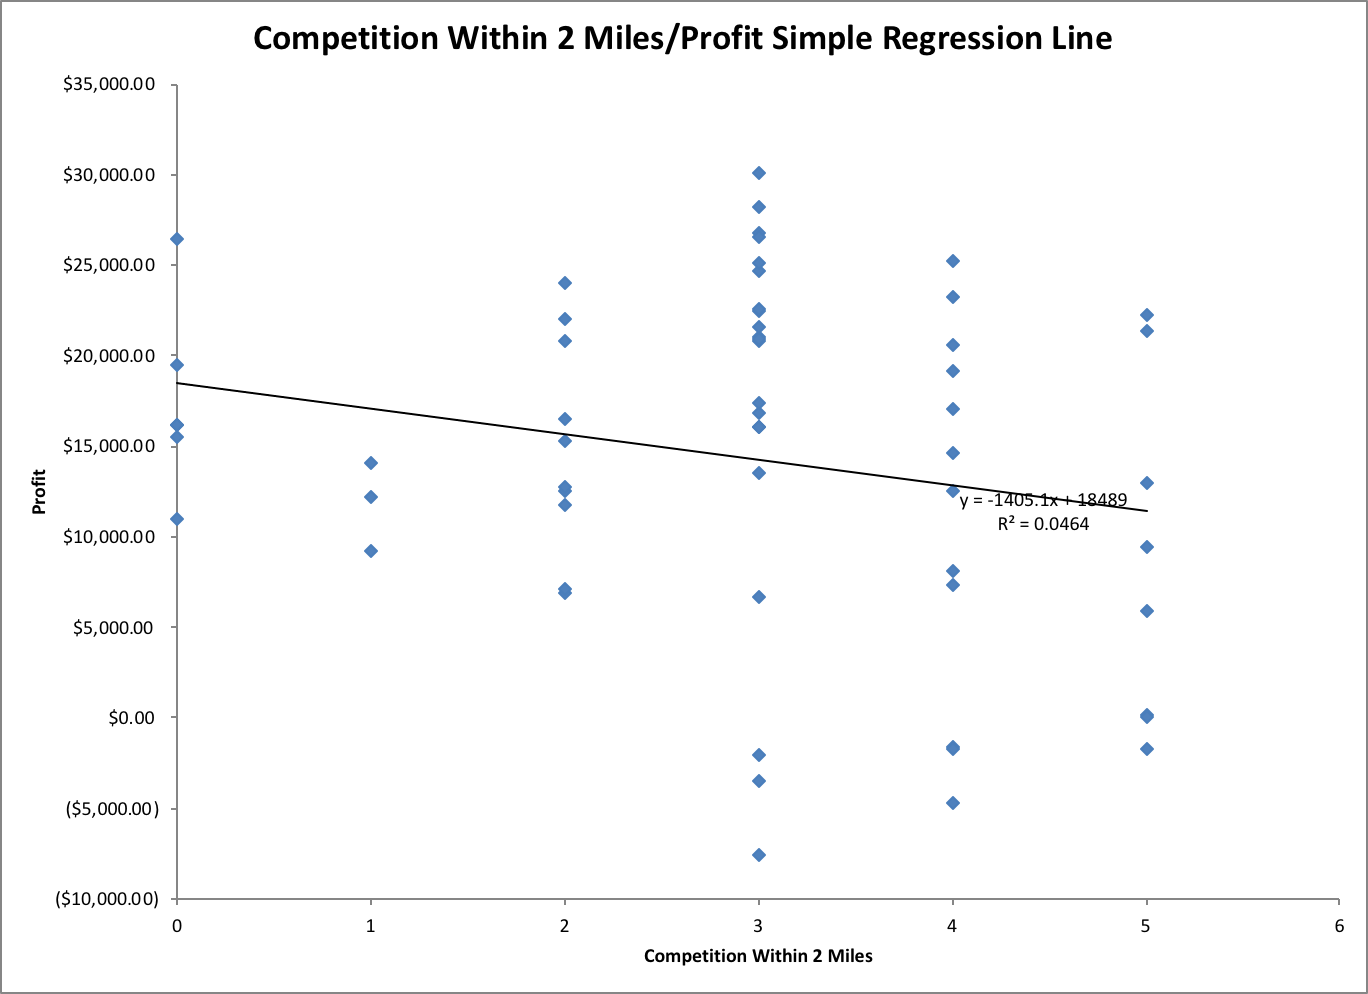 Competition Within 2 Miles/Profit Simple Regression Line
$35,000.00
$30,000.00
$25,000.00
$20,000.00
$15,000.00
$10,000.00
$5,000.00
$0.00
($5,000.00)
($10,000.00)
Profit
y = -1405.1x + 18489
R² = 0.0464
0 1 2 3 4 5 6
Competition Within 2 Miles